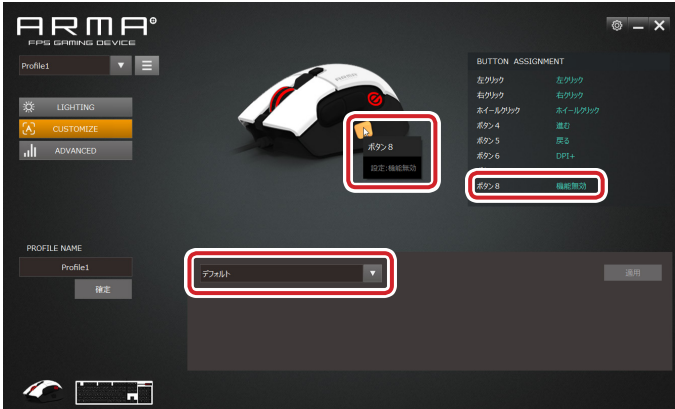 ARMA®
FPS GAMING DEVICE
Profile1
LIGHTING
CUSTOMIZE
ADVANCED
ボタン8
設定:機能無効
BUTTON ASSIGNMENT
左クリック 左クリック
右クリック 右クリック
ホイールクリック ホイールクリック
ボタン4 進む
ボタン5 戻る
ボタン6 DPI+
ボタン8 機能無効
PROFILE NAME
Profile1
確定
デフォルト
適用